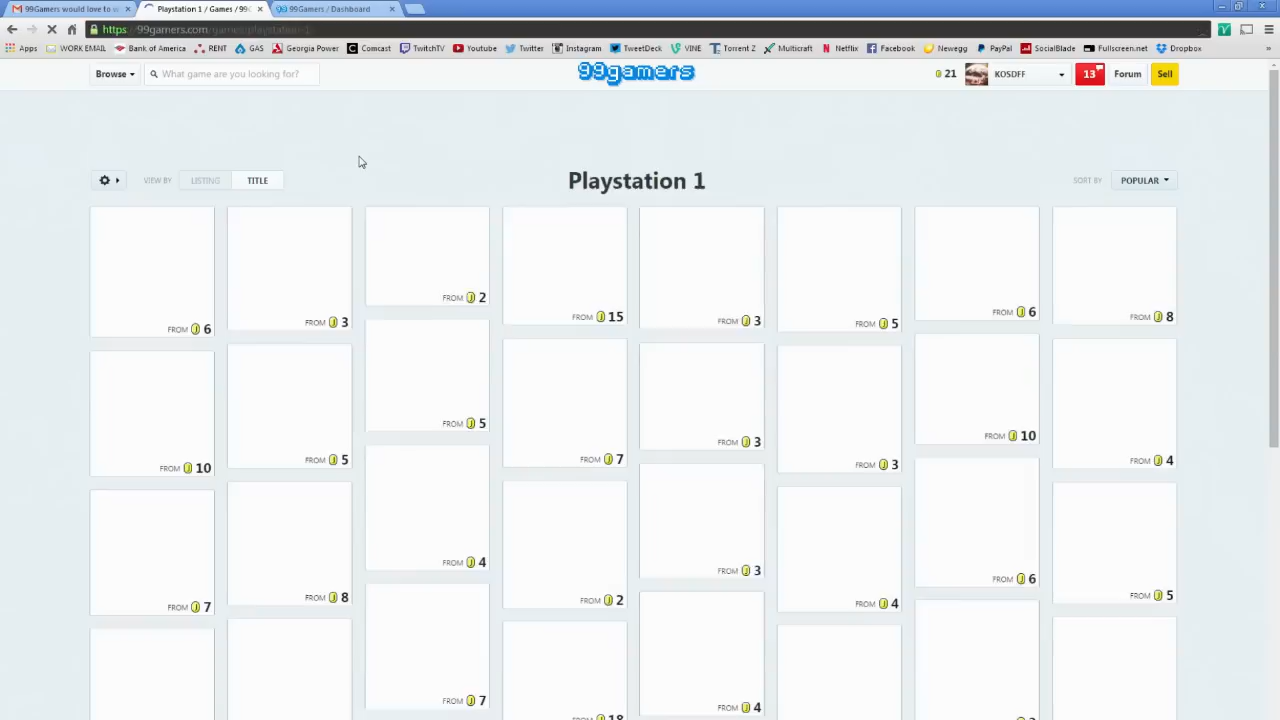 99Gamers would love to w
Playstation 1 / Games / 99
99Gamers / Dashboard
https://99gamers.com/games/playstation-1
Apps WORK EMAIL Bank of America RENT GAS Georgia Power Comcast TwitchTV Youtube Twitter Instagram TweetDeck VINE Torrent Z Multicraft Netflix Facebook Newegg PayPal SocialBlade Fullscreen.net Dropbox »
Browse What game are you looking for? 99gamers 21 KOSDFF 13 Forum Sell
VIEW BY LISTING TITLE Playstation 1 SORT BY POPULAR
FROM 2
FROM 6 FROM 3 FROM 15 FROM 3 FROM 5 FROM 6 FROM 8
FROM 5 FROM 3 FROM 10
FROM 10 FROM 5 FROM 7 FROM 3 FROM 4
FROM 4 FROM 3 FROM 6
FROM 7 FROM 8 FROM 2 FROM 4 FROM 5
FROM 7 FROM 4